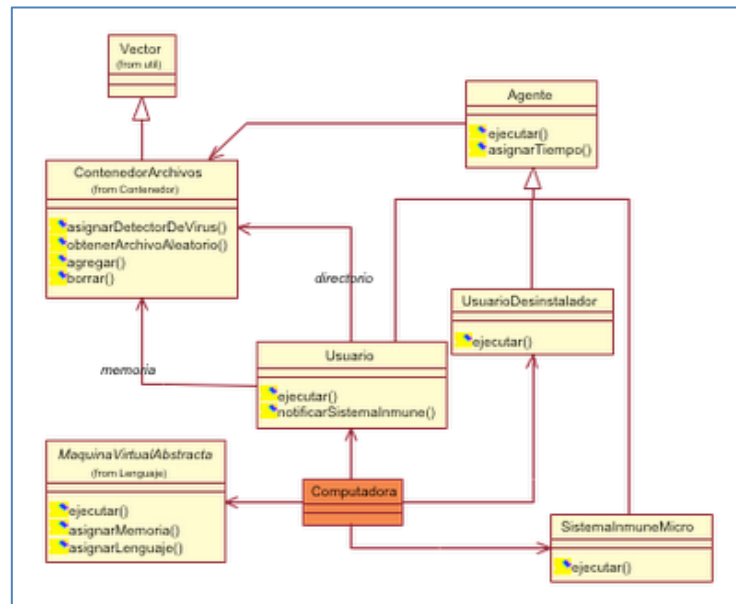 Vector
(from util)
Agente
ejecutar()
asignarTiempo()
ContenedorArchivos
(from Contenedor)
asignarDetectorDeVirus()
obtenerArchivoAleatorio()
agregar()
borrar()
directorio
UsuarioDesinstalador
ejecutar()
memoria
Usuario
ejecutar()
notificarSistemaInmune()
MaquinaVirtualAbstracta
(from Lenguaje)
ejecutar()
asignarMemoria()
asignarLenguaje()
Computadora
SistemaInmuneMicro
ejecutar()